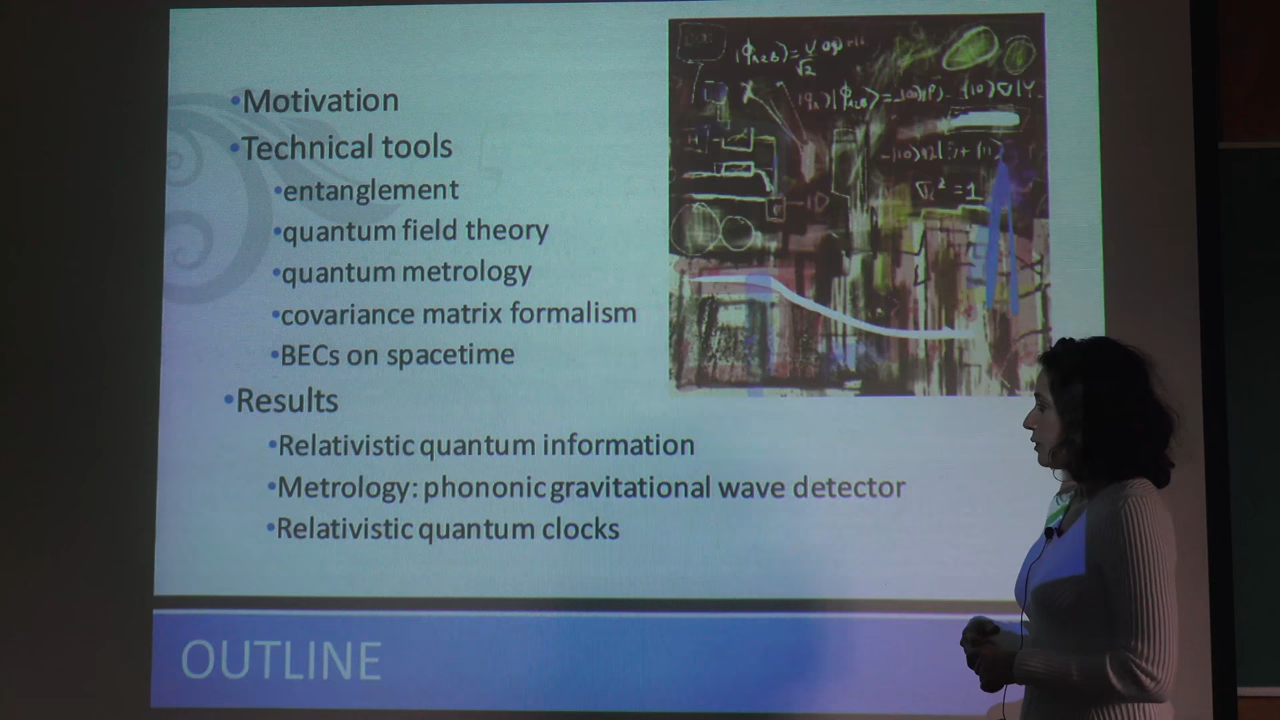 •Motivation
•Technical tools
•entanglement
•quantum field theory
•quantum metrology
•covariance matrix formalism
•BECs on spacetime
•Results
•Relativistic quantum information
•Metrology: phononic gravitational wave detector
•Relativistic quantum clocks
OUTLINE